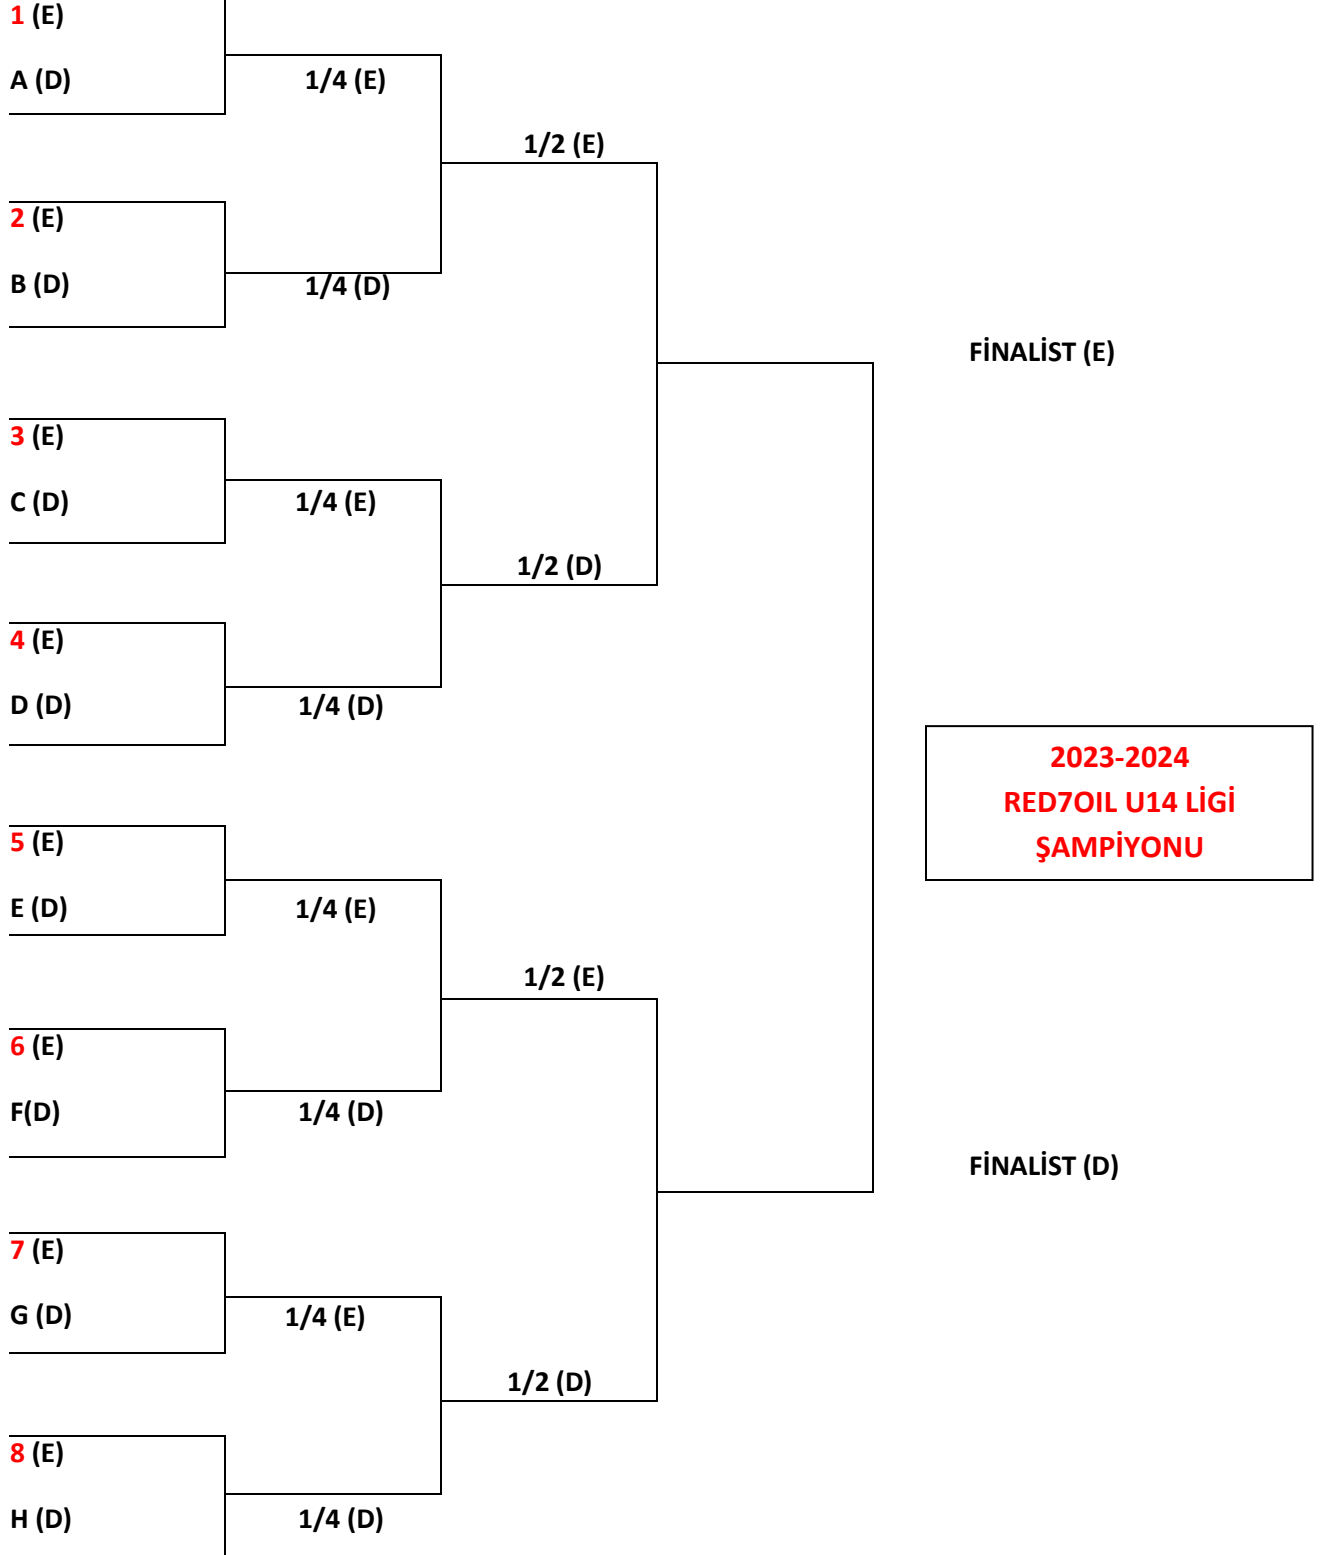 1 (E)
A (D)
1/4 (E)
1/2 (E)
2 (E)
B (D)
1/4 (D)
FİNALİST (E)
3 (E)
C (D)
1/4 (E)
1/2 (D)
4 (E)
D (D)
1/4 (D)
2023-2024
RED7OIL U14 LİGİ
ŞAMPİYONU
5 (E)
E (D)
1/4 (E)
1/2 (E)
6 (E)
F(D)
1/4 (D)
FİNALİST (D)
7 (E)
G (D)
1/4 (E)
1/2 (D)
8 (E)
H (D)
1/4 (D)